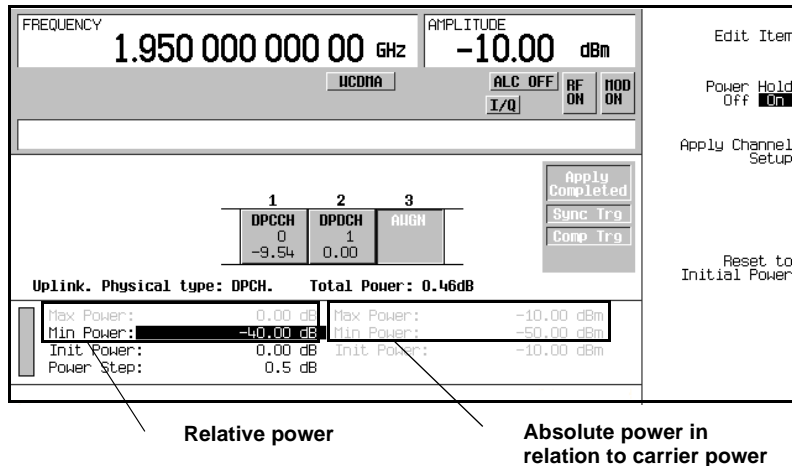 FREQUENCY
1.950 000 000 00 GHz
AMPLITUDE
-10.00 dBm
WCDMA
ALC OFF
I/Q
RF ON
MOD ON
Edit Item
Power Hold
Off On
Apply Channel
Setup
Reset to
Initial Power
1 2 3
DPCCH DPDCH AWGN
0 1
-9.54 0.00
Apply
Completed
Sync Trg
Comp Trg
Uplink. Physical type: DPCH. Total Power: 0.46dB
Max Power: 0.00 dB Max Power: -10.00 dBm
Min Power: -40.00 dB Min Power: -50.00 dBm
Init Power: 0.00 dB Init Power: -10.00 dBm
Power Step: 0.5 dB
Relative power
Absolute power in
relation to carrier power